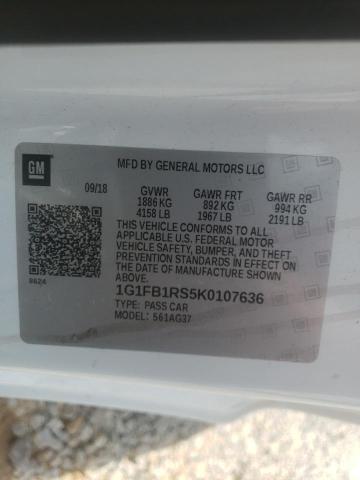 GM
MFD BY GENERAL MOTORS LLC
09/18 GVWR GAWR FRT GAWR RR
1886 KG 892 KG 994 KG
4158 LB 1967 LB 2191 LB
THIS VEHICLE CONFORMS TO ALL
APPLICABLE U.S. FEDERAL MOTOR
VEHICLE SAFETY, BUMPER, AND THEFT
PREVENTION STANDARDS IN EFFECT ON
THE DATE OF MANUFACTURE SHOWN
ABOVE.
8624
1G1FB1RS5K0107636
TYPE: PASS CAR
MODEL: 561AG37